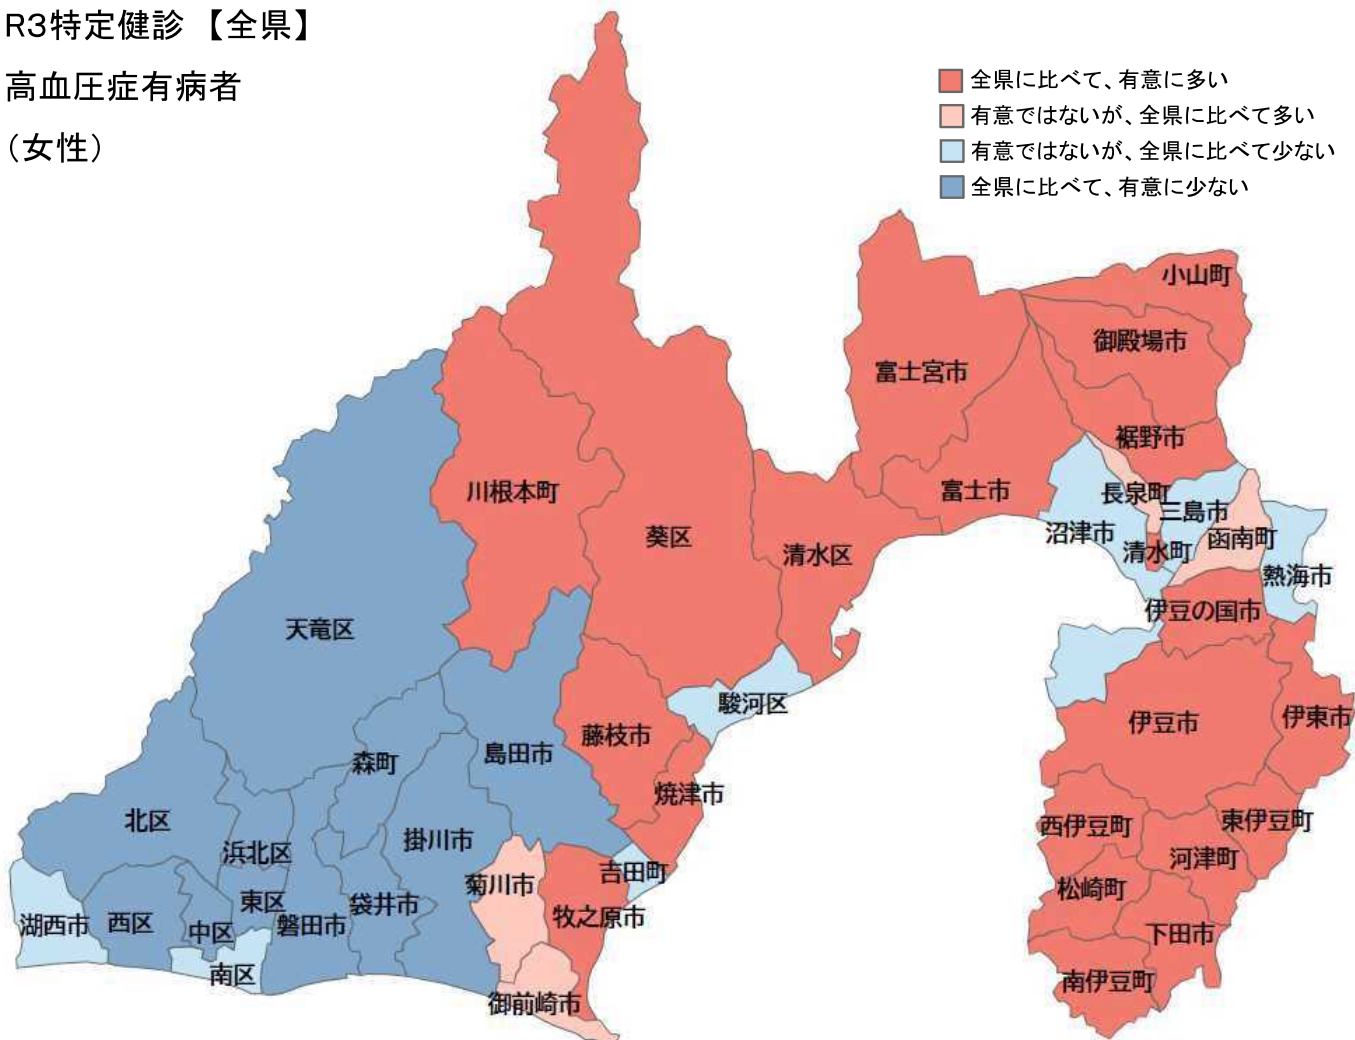 R3特定健診 【全県】
高血圧症有病者
（女性）
全県に比べて、有意に多い
有意ではないが、全県に比べて多い
有意ではないが、全県に比べて少ない
全県に比べて、有意に少ない
小山町
御殿場市
富士宮市
裾野市
川根本町
富士市
長泉町
三島市
沼津市
葵区
清水区
清水町
函南町
熱海市
伊豆の国市
天竜区
駿河区
伊豆市
伊東市
藤枝市
島田市
森町
焼津市
北区
浜北区
掛川市
西伊豆町
東伊豆町
河津町
吉田町
菊川市
松崎町
湖西市
西区
中区
東区
磐田市
袋井市
牧之原市
下田市
南区
南伊豆町
御前崎市